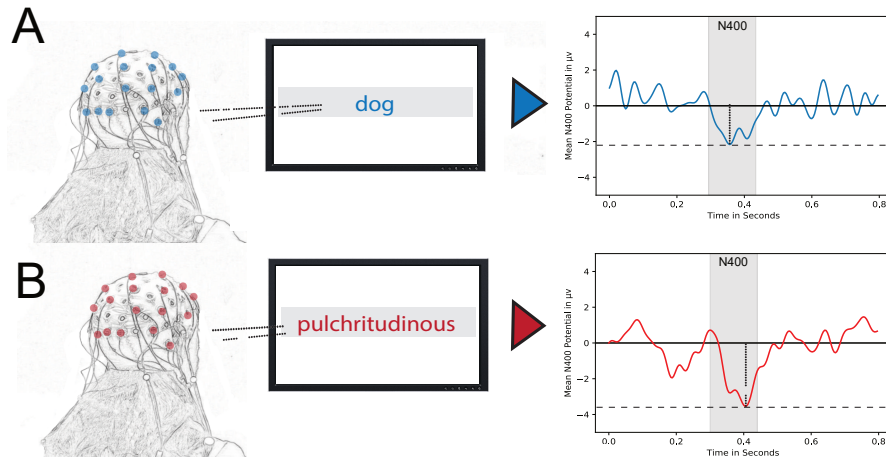 A
dog
N400
Mean N400 Potential in μv
4
2
0
−2
−4
0.0 0.2 0.4 0.6 0.8
Time in Seconds
B
pulchritudinous
N400
Mean N400 Potential in μv
4
2
0
−2
−4
0.0 0.2 0.4 0.6 0.8
Time in Seconds